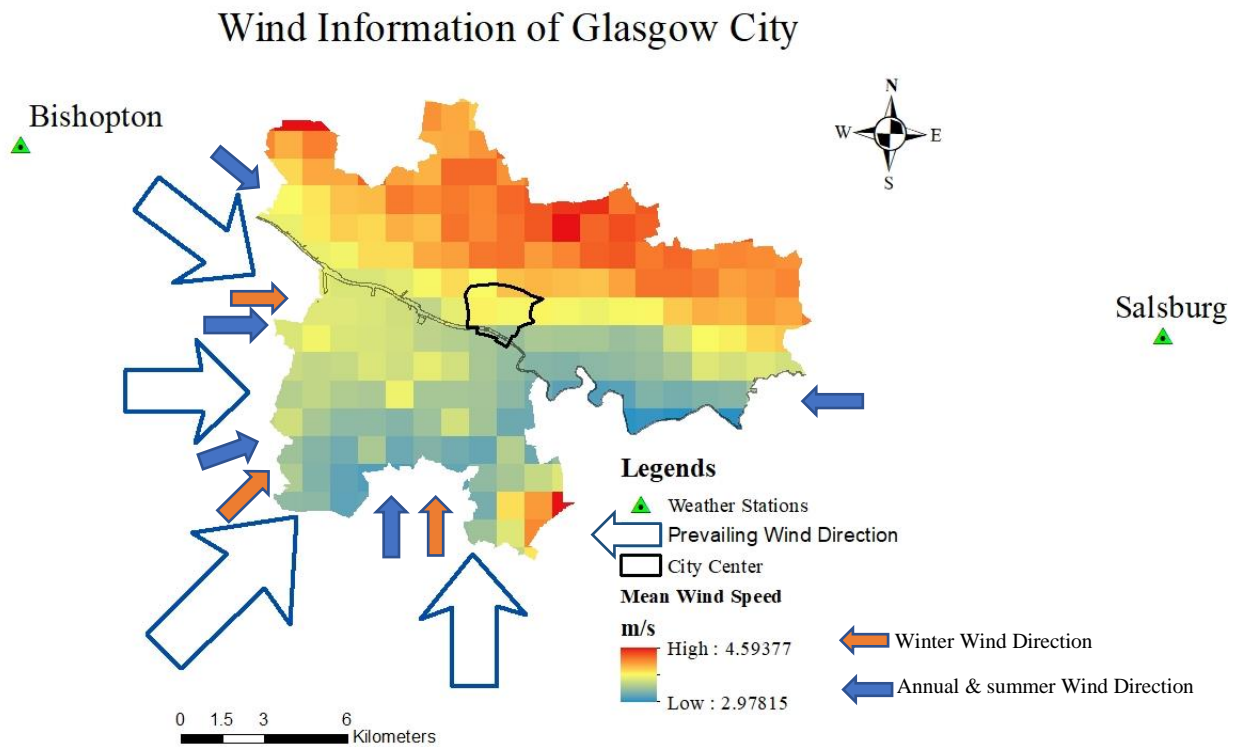 Wind Information of Glasgow City
Bishopton
N
W E
S
Salsburg
Legends
Weather Stations
Prevailing Wind Direction
City Center
Mean Wind Speed
m/s
High : 4.59377
Low : 2.97815
Winter Wind Direction
Annual & summer Wind Direction
0 1.5 3 6
Kilometers